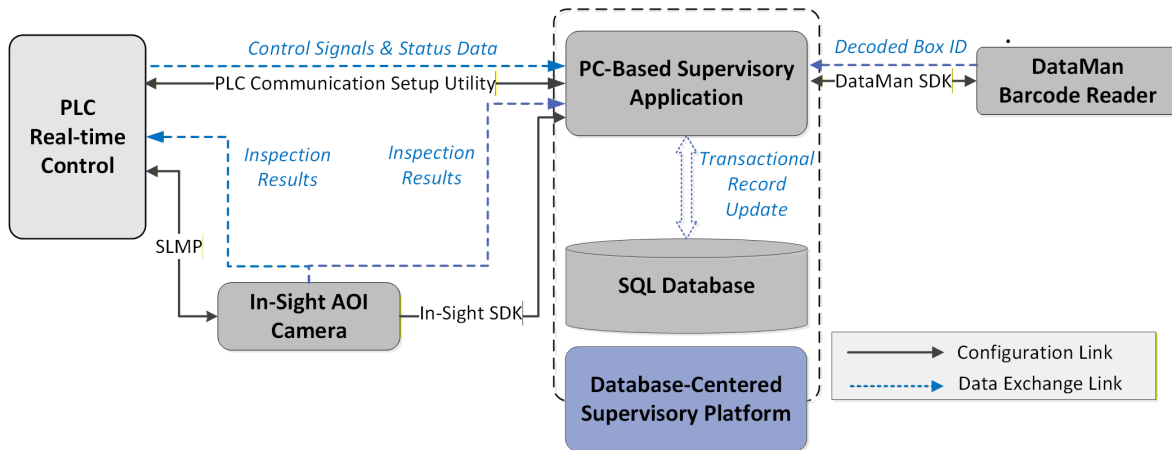 Control Signals & Status Data
Decoded Box ID
PLC
Real-time
Control
PLC Communication Setup Utility
PC-Based Supervisory
Application
DataMan SDK
DataMan
Barcode Reader
Inspection
Results
Inspection
Results
Transactional
Record
Update
SLMP
In-Sight AOI
Camera
In-Sight SDK
SQL Database
Database-Centered
Supervisory Platform
Configuration Link
Data Exchange Link